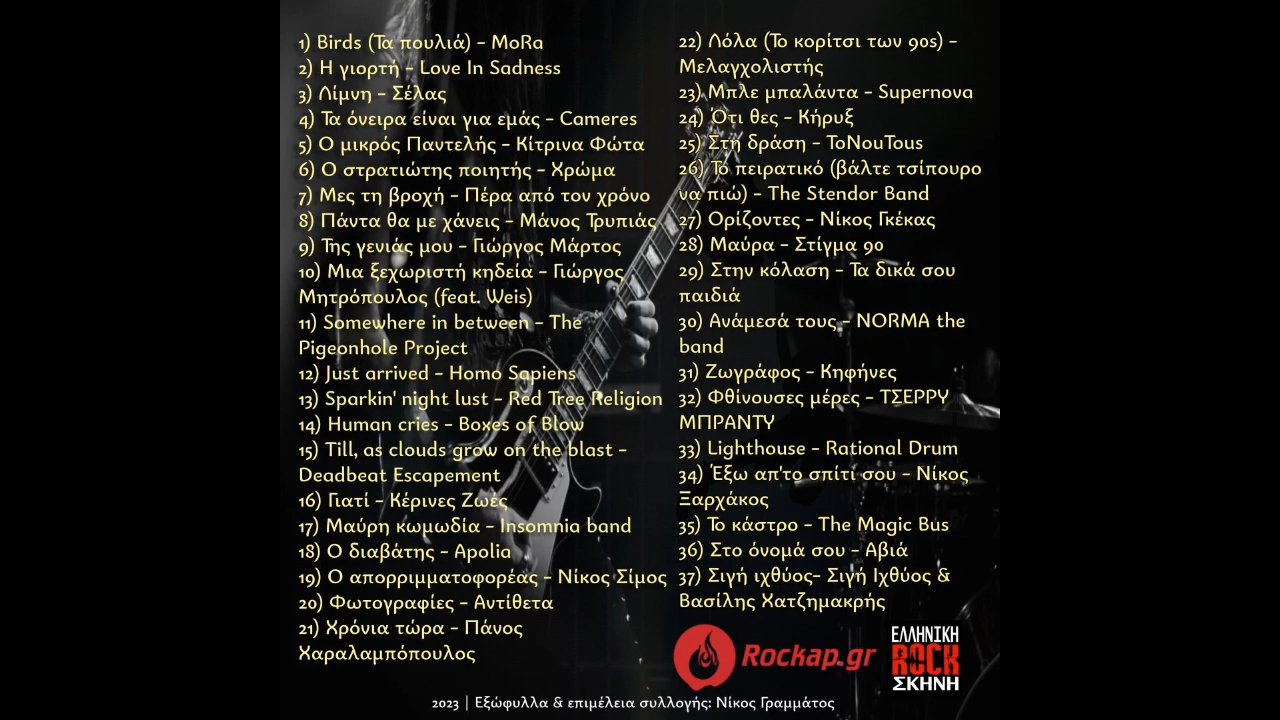 1) Birds (Τα πουλιά) - MoRa
2) Η γιορτή - Love In Sadness
3) Λίμνη - Σέλας
4) Τα όνειρα είναι για εμάς - Cameres
5) Ο μικρός Παντελής - Κίτρινα Φώτα
6) Ο στρατιώτης ποιητής - Χρώμα
7) Μες τη βροχή - Πέρα από τον χρόνο
8) Πάντα θα με χάνεις - Μάνος Τρυπιάς
9) Της γενιάς μου - Γιώργος Μάρτος
10) Μια ξεχωριστή κηδεία - Γιώργος
Μητρόπουλος (feat. Weis)
11) Somewhere in between - The
Pigeonhole Project
12) Just arrived - Homo Sapiens
13) Sparkin' night lust - Red Tree Religion
14) Human cries - Boxes of Blow
15) Till, as clouds grow on the blast -
Deadbeat Escapement
16) Γιατί - Κέρινες Ζωές
17) Μαύρη κωμωδία - Insomnia band
18) Ο διαβάτης - Apolia
19) Ο απορριμματοφορέας - Νίκος Σίμος
20) Φωτογραφίες - Αντίθετα
21) Χρόνια τώρα - Πάνος
Χαραλαμπόπουλος
22) Λόλα (Το κορίτσι των 90s) -
Μελαγχολιστής
23) Μπλε μπαλάντα - Supernova
24) Ότι θες - Κήρυξ
25) Στη δράση - ToNouTous
26) Το πειρατικό (βάλτε τσίπουρο
να πιώ) - The Stendor Band
27) Ορίζοντες - Νίκος Γκέκας
28) Μαύρα - Στίγμα 90
29) Στην κόλαση - Τα δικά σου
παιδιά
30) Ανάμεσά τους - NORMA the
band
31) Ζωγράφος - Κηφήνες
32) Φθίνουσες μέρες - ΤΣΕΡΡΥ
ΜΠΡΑΝΤΥ
33) Lighthouse - Rational Drum
34) Έξω απ'το σπίτι σου - Νίκος
Ξαρχάκος
35) Το κάστρο - The Magic Bus
36) Στο όνομά σου - Αβιά
37) Σιγή ιχθύος- Σιγή Ιχθύος &
Βασίλης Χατζημακρής
Rockap.gr
ΕΛΛΗΝΙΚΗ
ROCK
ΣΚΗΝΗ
2023 | Εξώφυλλα & επιμέλεια συλλογής: Νίκος Γραμμάτος